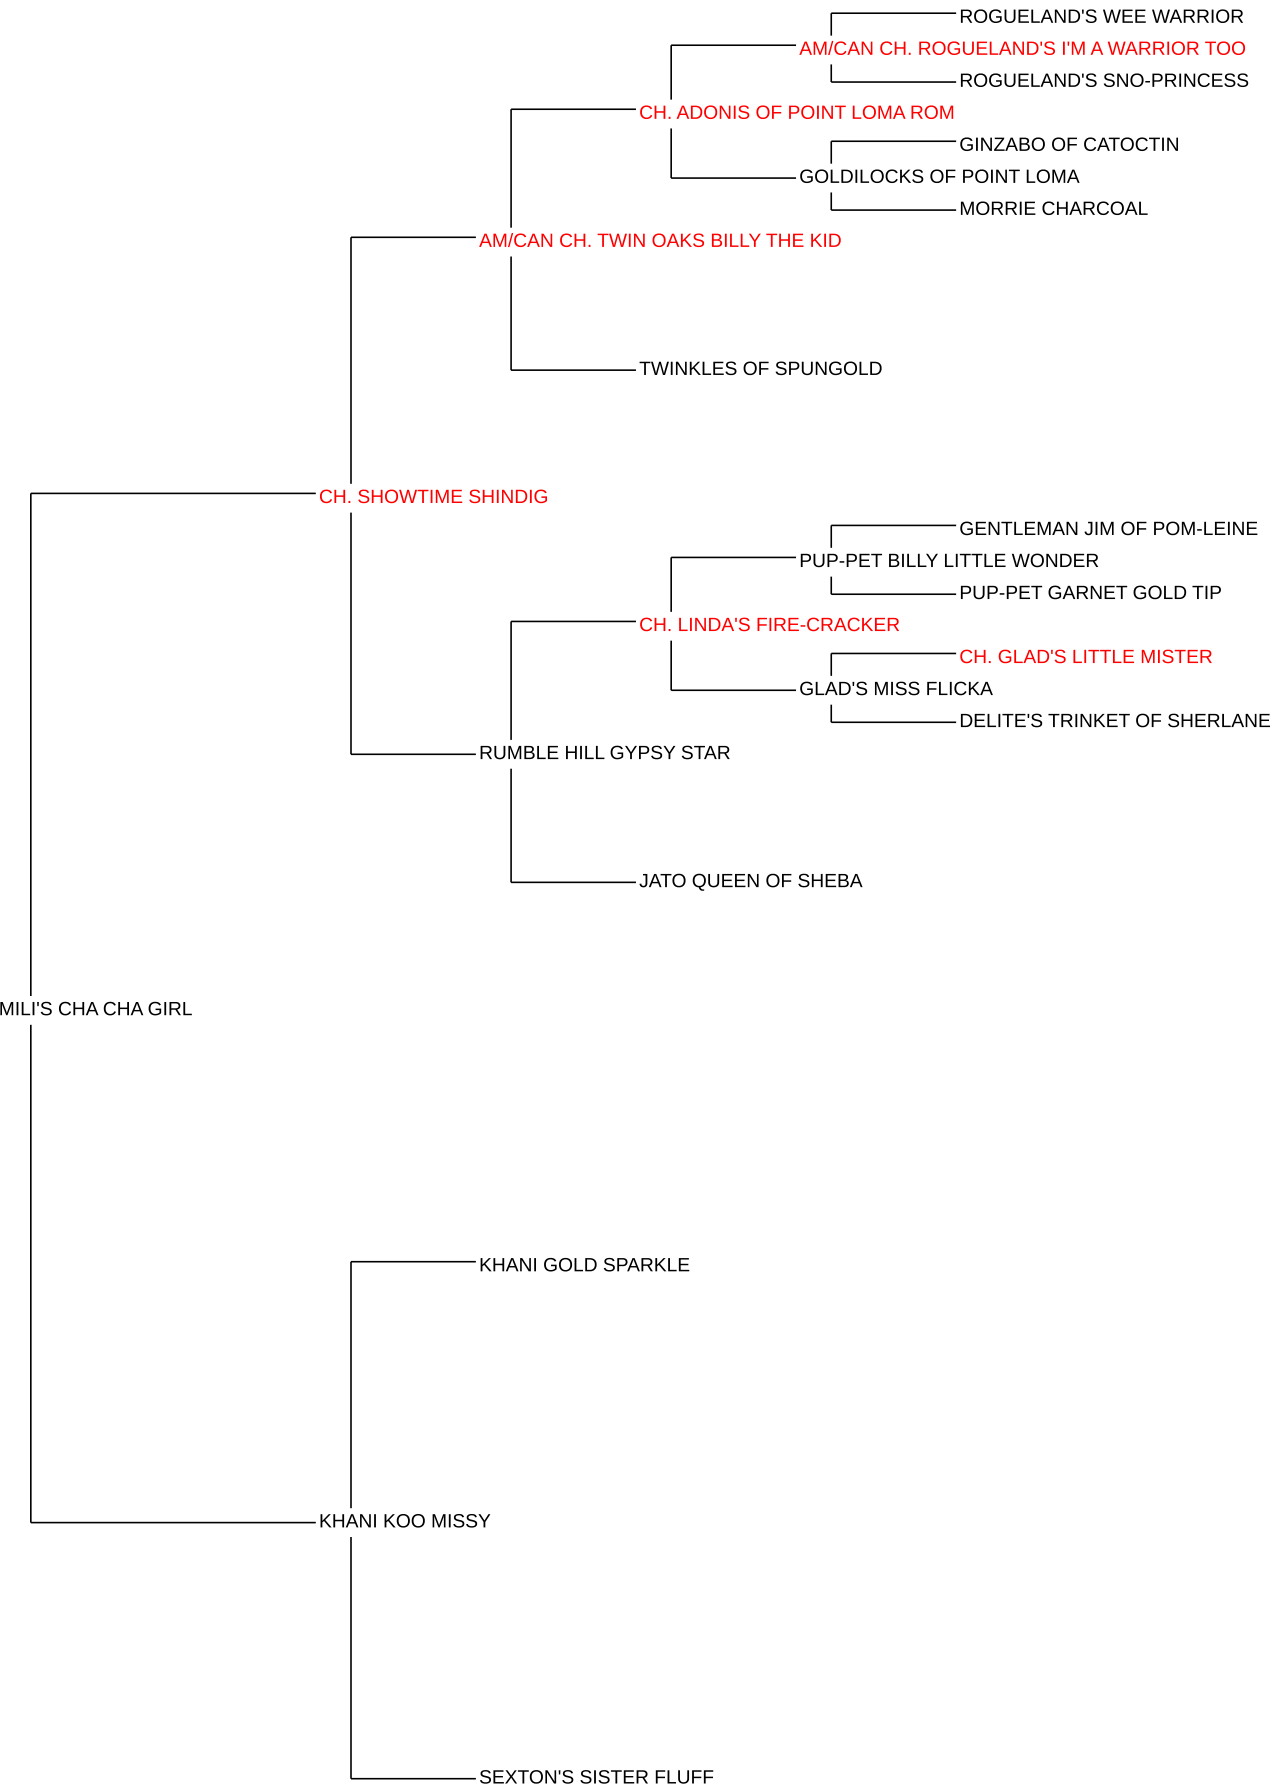 ROGUELAND'S WEE WARRIOR
AM/CAN CH. ROGUELAND'S I'M A WARRIOR TOO
ROGUELAND'S SNO-PRINCESS
CH. ADONIS OF POINT LOMA ROM
GINZABO OF CATOCTIN
GOLDILOCKS OF POINT LOMA
MORRIE CHARCOAL
AM/CAN CH. TWIN OAKS BILLY THE KID
TWINKLES OF SPUNGOLD
CH. SHOWTIME SHINDIG
GENTLEMAN JIM OF POM-LEINE
PUP-PET BILLY LITTLE WONDER
PUP-PET GARNET GOLD TIP
CH. LINDA'S FIRE-CRACKER
CH. GLAD'S LITTLE MISTER
GLAD'S MISS FLICKA
DELITE'S TRINKET OF SHERLANE
RUMBLE HILL GYPSY STAR
JATO QUEEN OF SHEBA
MILI'S CHA CHA GIRL
KHANI GOLD SPARKLE
KHANI KOO MISSY
SEXTON'S SISTER FLUFF